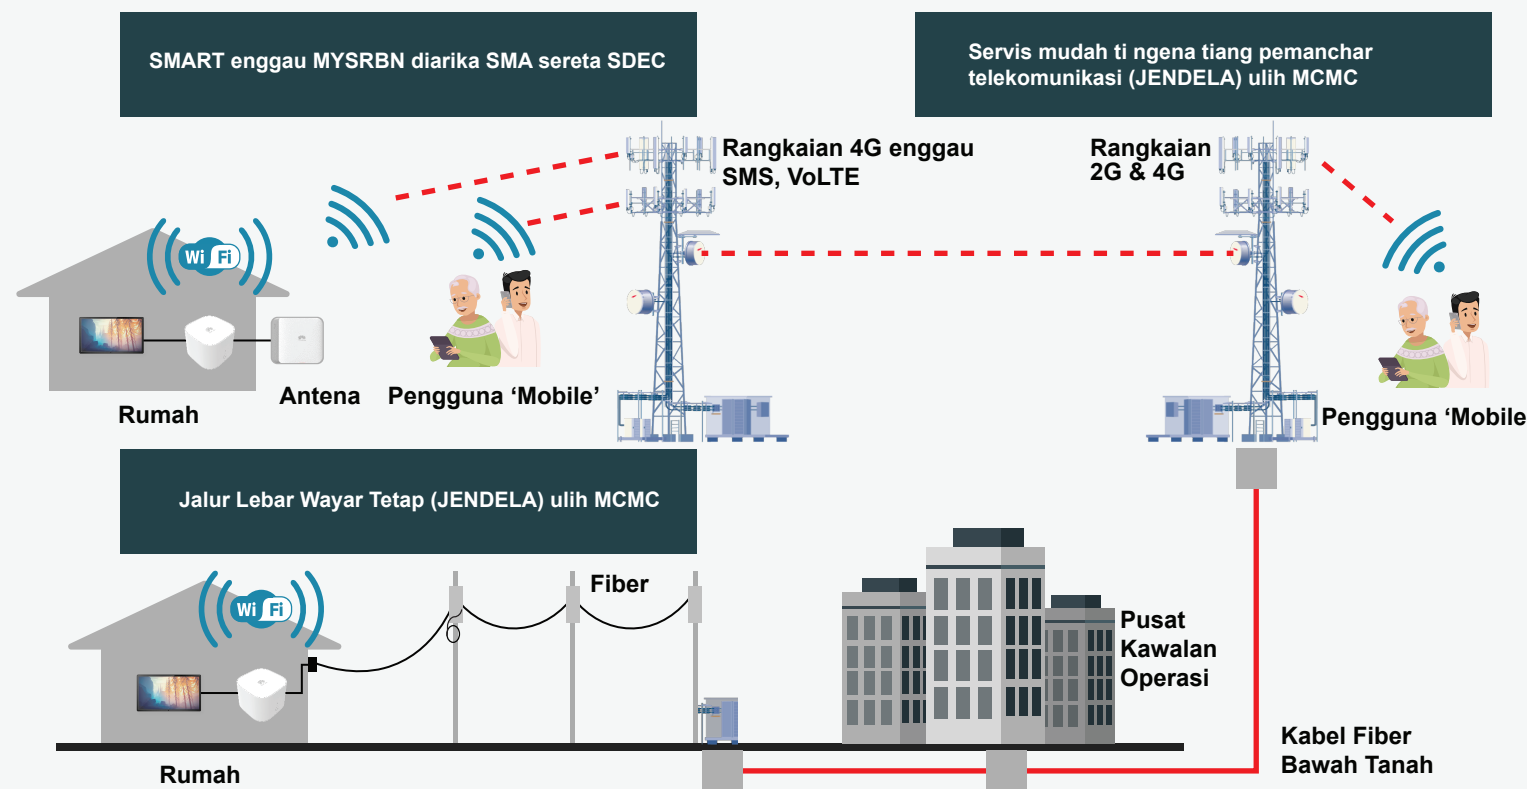 SMART enggau MYSRBN diarika SMA sereta SDEC
Servis mudah ti ngena tiang pemanchar
telekomunikasi (JENDELA) ulih MCMC
Rangkaian 4G enggau
SMS, VoLTE
Rangkaian
2G & 4G
Wi Fi
Antena
Pengguna ‘Mobile’
Rumah
Pengguna ‘Mobile
Jalur Lebar Wayar Tetap (JENDELA) ulih MCMC
Fiber
Wi Fi
Pusat
Kawalan
Operasi
Kabel Fiber
Bawah Tanah
Rumah